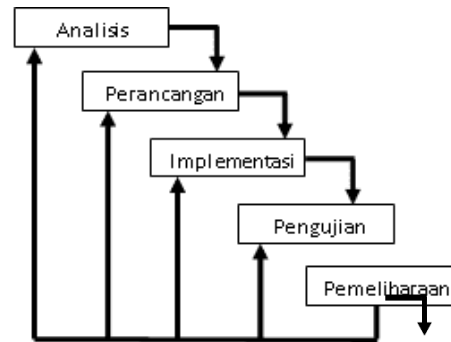 Analisis
Perancangan
Implementasi
Pengujian
Pemeliharaan